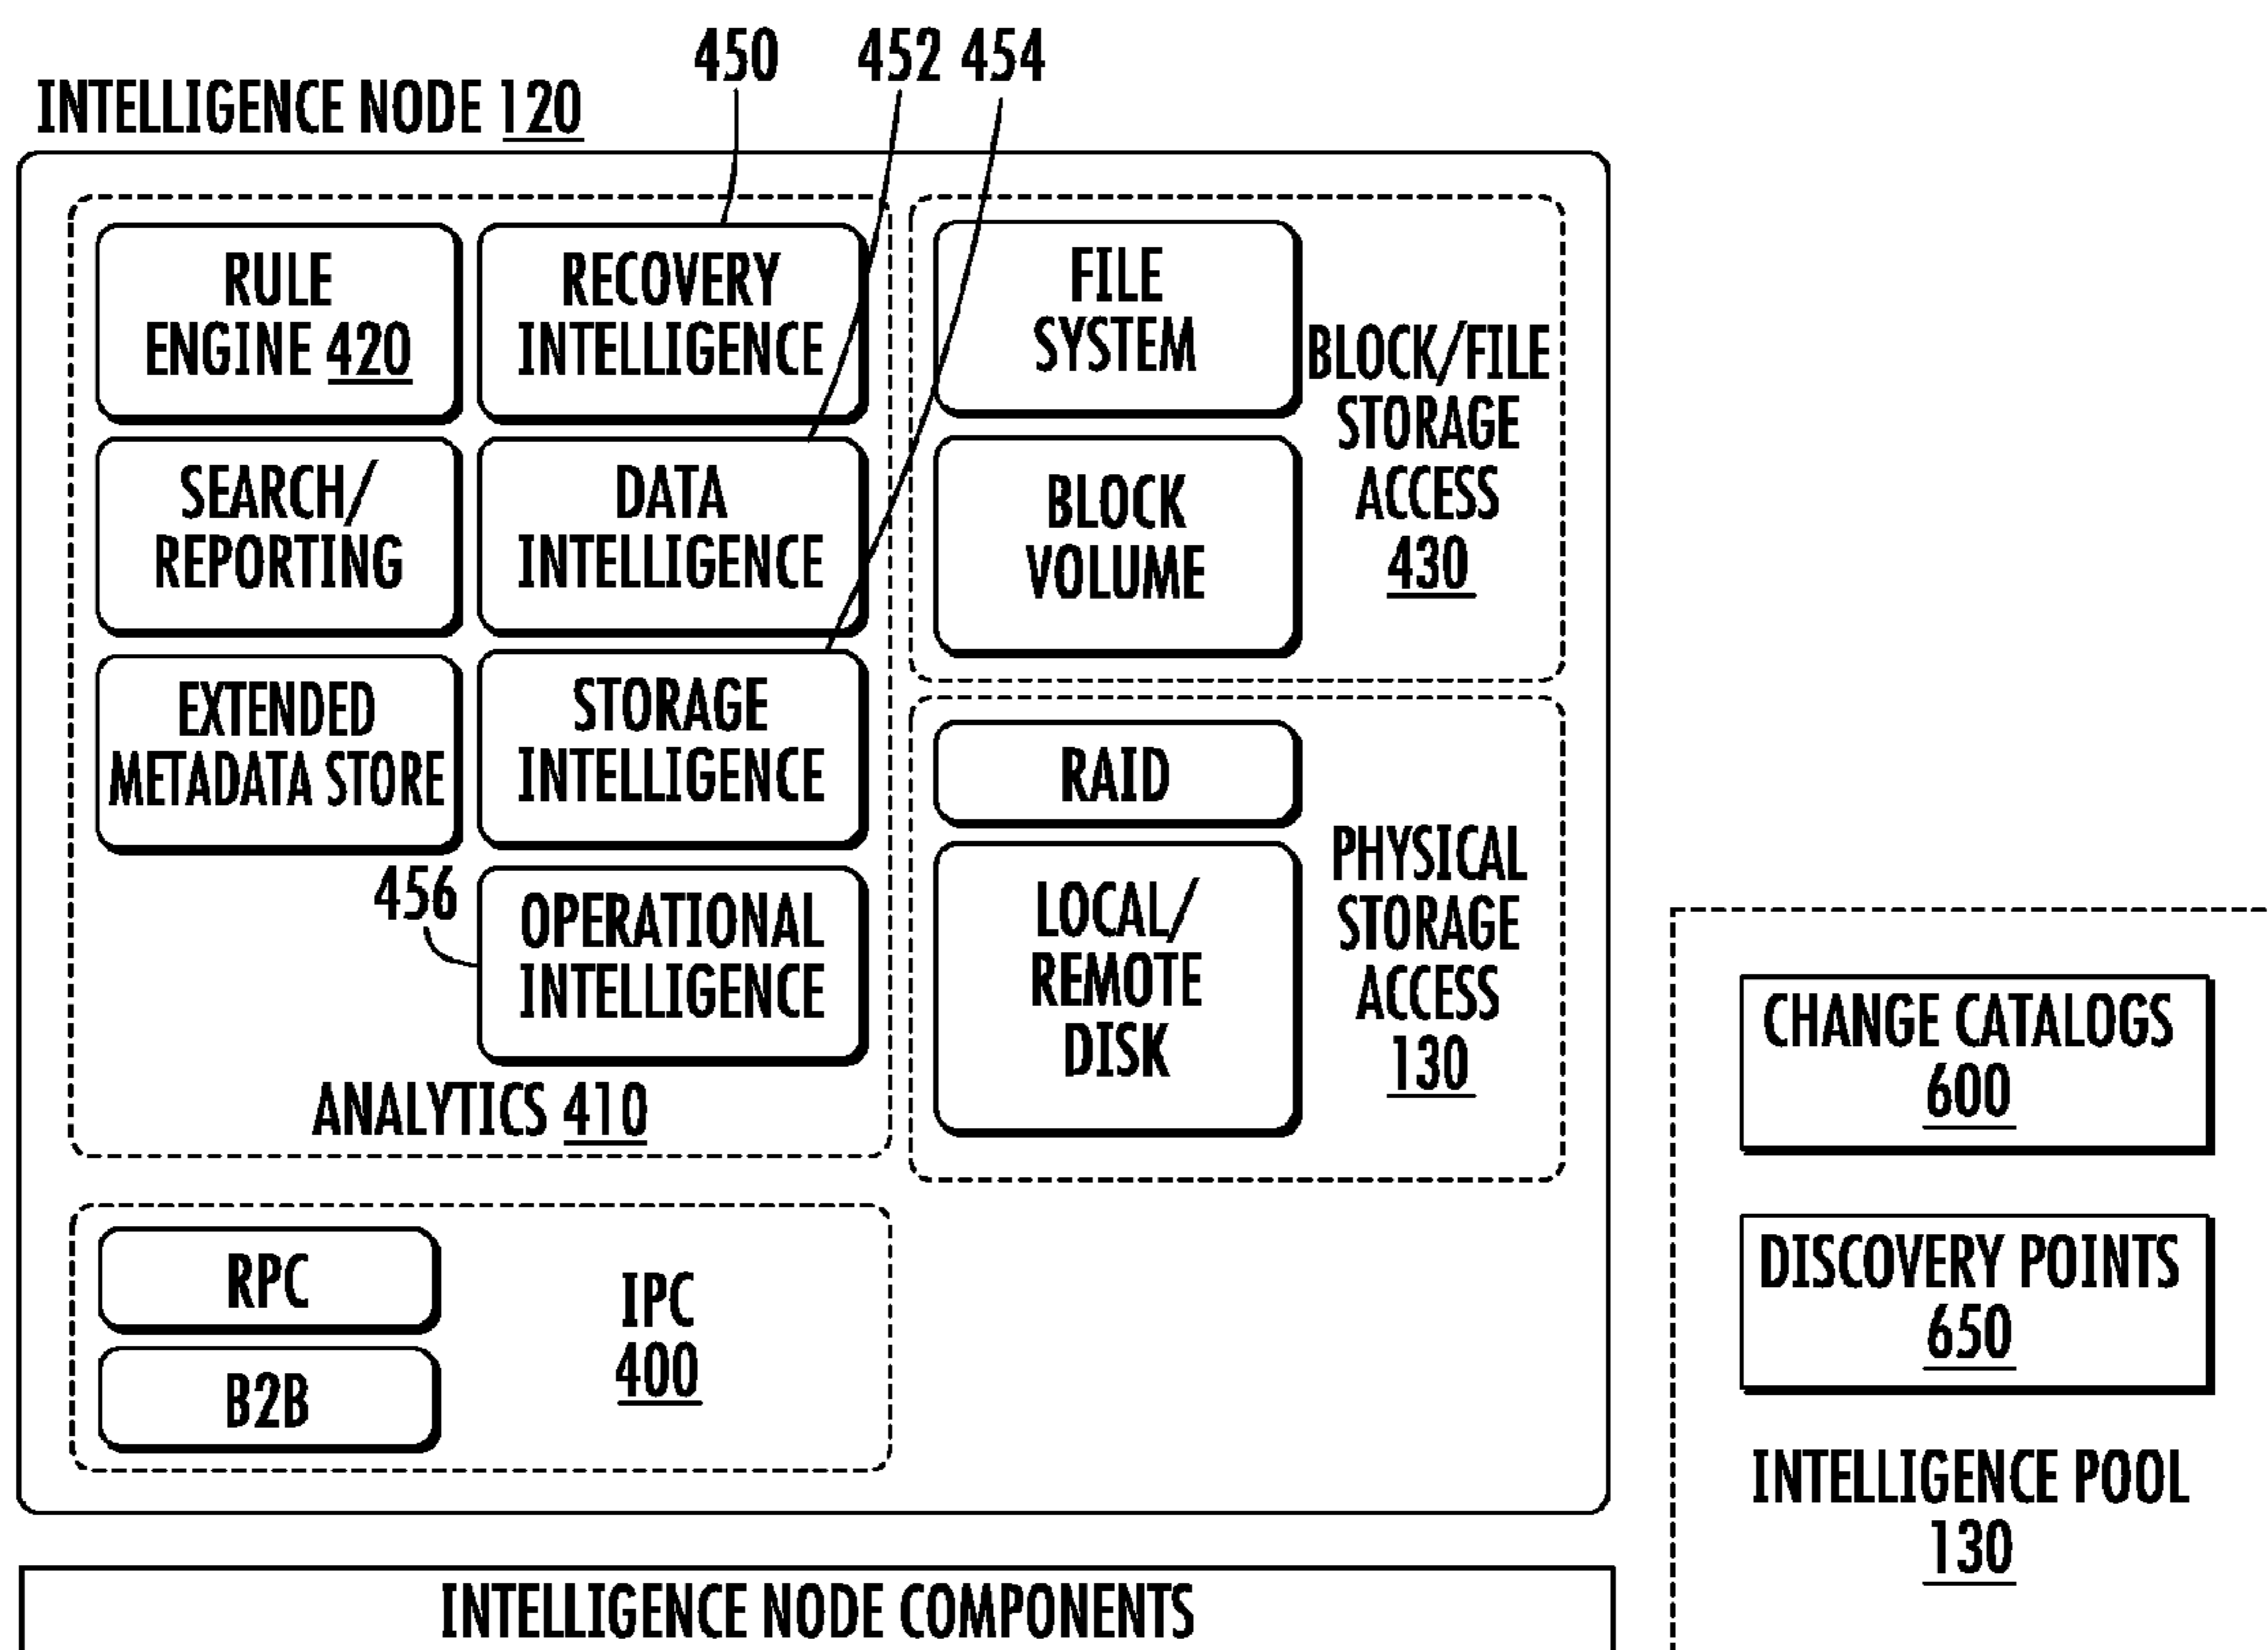 450
452
454
INTELLIGENCE NODE 120
RULE
ENGINE 420
RECOVERY
INTELLIGENCE
SEARCH/
REPORTING
DATA
INTELLIGENCE
EXTENDED
METADATA STORE
STORAGE
INTELLIGENCE
456
OPERATIONAL
INTELLIGENCE
ANALYTICS 410
FILE
SYSTEM
BLOCK
VOLUME
BLOCK/FILE
STORAGE
ACCESS
430
RAID
LOCAL/
REMOTE
DISK
PHYSICAL
STORAGE
ACCESS
130
RPC
B2B
IPC
400
CHANGE CATALOGS
600
DISCOVERY POINTS
650
INTELLIGENCE POOL
130
INTELLIGENCE NODE COMPONENTS